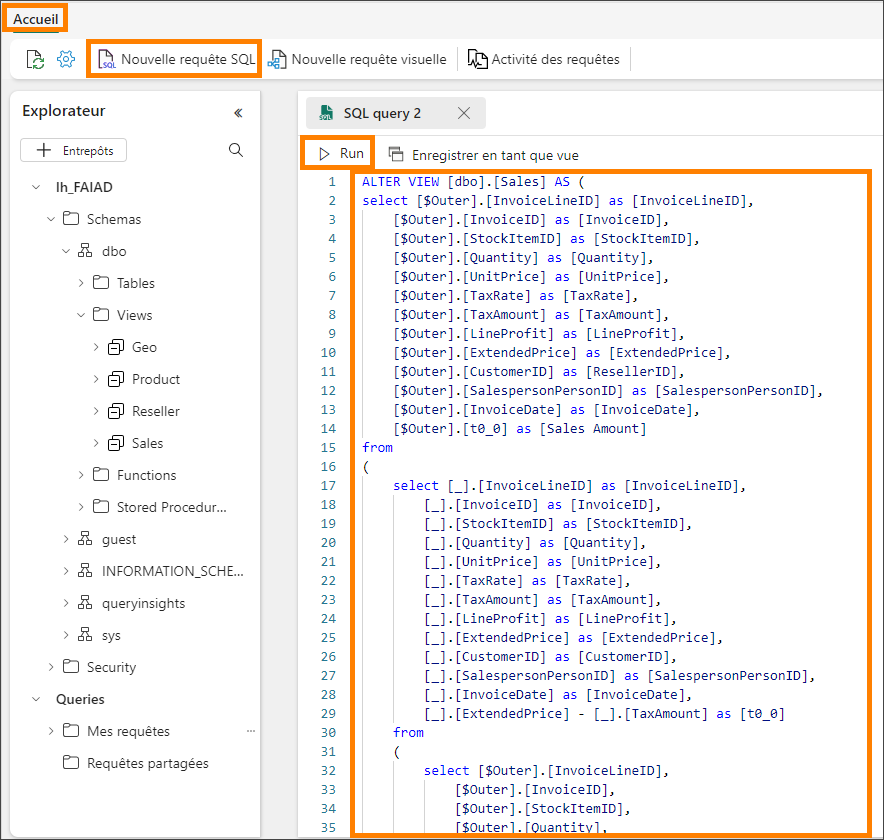 Accueil
Nouvelle requête SQL
Nouvelle requête visuelle
Activité des requêtes
Explorateur
Entrepôts
lh_FAIAD
Schemas
dbo
Tables
Views
Geo
Product
Reseller
Sales
Functions
Stored Procedur...
guest
INFORMATION_SCHE...
queryinsights
sys
Security
Queries
Mes requêtes
Requêtes partagées
SQL query 2
Run
Enregistrer en tant que vue
1 ALTER VIEW [dbo].[Sales] AS (
2 select [$Outer].[InvoiceLineID] as [InvoiceLineID],
3 [$Outer].[InvoiceID] as [InvoiceID],
4 [$Outer].[StockItemID] as [StockItemID],
5 [$Outer].[Quantity] as [Quantity],
6 [$Outer].[UnitPrice] as [UnitPrice],
7 [$Outer].[TaxRate] as [TaxRate],
8 [$Outer].[TaxAmount] as [TaxAmount],
9 [$Outer].[LineProfit] as [LineProfit],
10 [$Outer].[ExtendedPrice] as [ExtendedPrice],
11 [$Outer].[CustomerID] as [ResellerID],
12 [$Outer].[SalespersonPersonID] as [SalespersonPersonID],
13 [$Outer].[InvoiceDate] as [InvoiceDate],
14 [$Outer].[t0_0] as [Sales Amount]
15 from
16 (
17 select [_].[InvoiceLineID] as [InvoiceLineID],
18 [_].[InvoiceID] as [InvoiceID],
19 [_].[StockItemID] as [StockItemID],
20 [_].[Quantity] as [Quantity],
21 [_].[UnitPrice] as [UnitPrice],
22 [_].[TaxRate] as [TaxRate],
23 [_].[TaxAmount] as [TaxAmount],
24 [_].[LineProfit] as [LineProfit],
25 [_].[ExtendedPrice] as [ExtendedPrice],
26 [_].[CustomerID] as [CustomerID],
27 [_].[SalespersonPersonID] as [SalespersonPersonID],
28 [_].[InvoiceDate] as [InvoiceDate],
29 [_].[ExtendedPrice] - [_].[TaxAmount] as [t0_0]
30 from
31 (
32 select [$Outer].[InvoiceLineID],
33 [$Outer].[InvoiceID],
34 [$Outer].[StockItemID],
35 [$Outer].[Quantity],